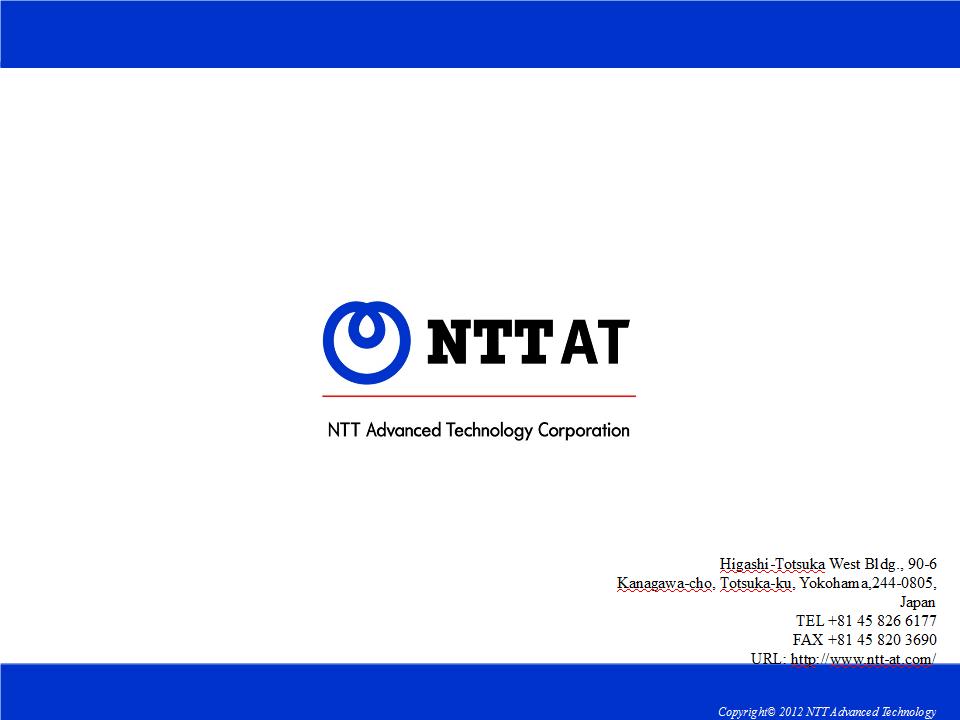 NTT AT
NTT Advanced Technology Corporation
Higashi-Totsuka West Bldg., 90-6
Kanagawa-cho, Totsuka-ku, Yokohama,244-0805,
Japan
TEL +81 45 826 6177
FAX +81 45 820 3690
URL: http://www.ntt-at.com/
Copyright© 2012 NTT Advanced Technology